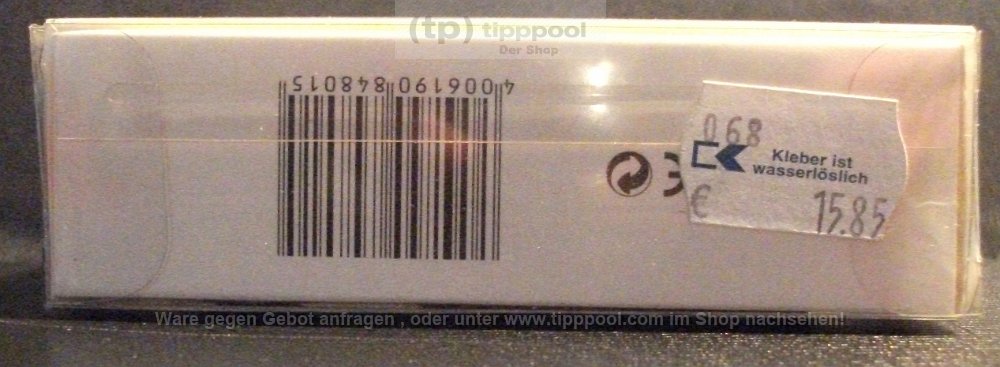 (tp) tipppool
Der Shop
4 006190 848015
068
Kleber ist
wasserlöslich
€ 15.85
Ware gegen Gebot anfragen , oder unter www.tipppool.com im Shop nachsehen!